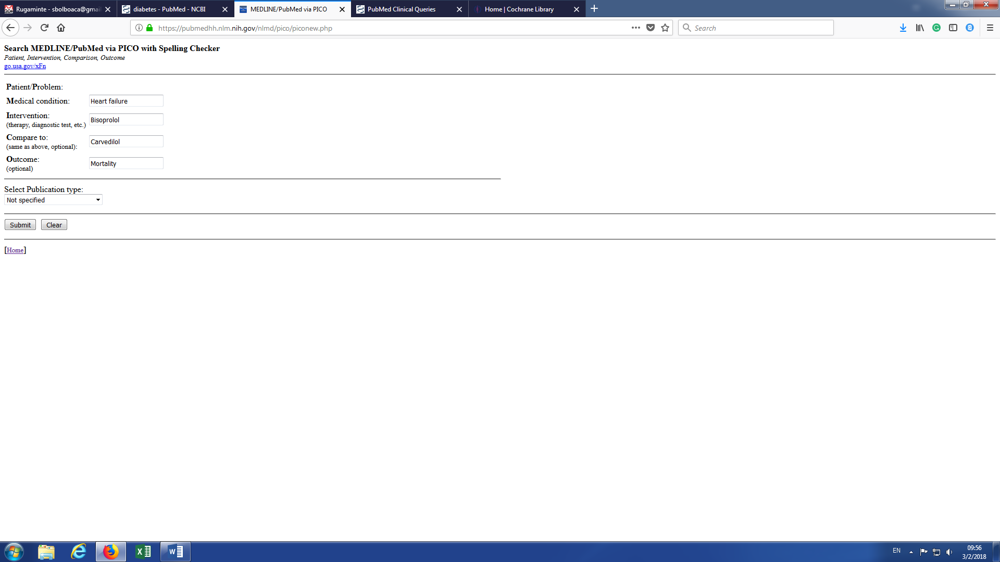 Rugaminte - sbolboaca@gmail
diabetes - PubMed - NCBI
MEDLINE/PubMed via PICO
PubMed Clinical Queries
Home | Cochrane Library
https://pubmedhh.nlm.nih.gov/nlmd/pico/piconew.php
Search
Search MEDLINE/PubMed via PICO with Spelling Checker
Patient, Intervention, Comparison, Outcome
go.usa.gov/xFn
Patient/Problem:
Medical condition: Heart failure
Intervention:
(therapy, diagnostic test, etc.) Bisoprolol
Compare to:
(same as above, optional): Carvedilol
Outcome:
(optional) Mortality
Select Publication type:
Not specified
Submit Clear
[Home]
EN
09:56
3/2/2018